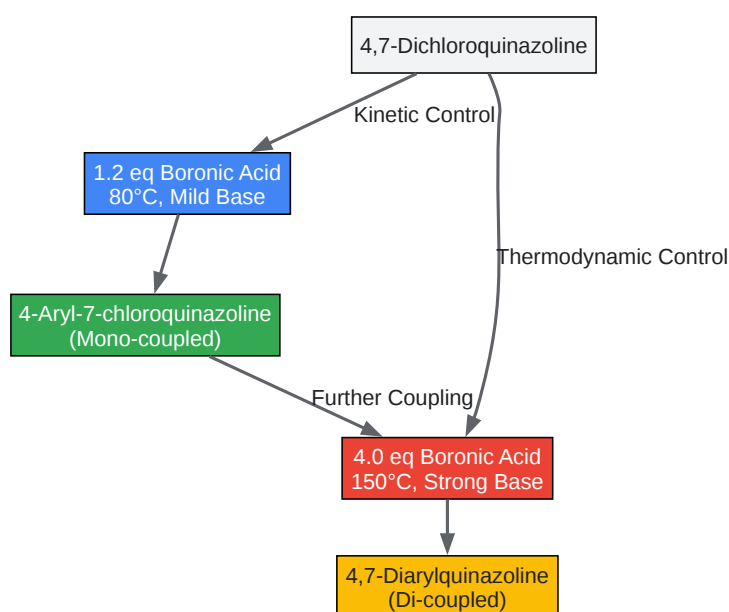 4,7-Dichloroquinazoline
Kinetic Control
1.2 eq Boronic Acid
80°C, Mild Base
Thermodynamic Control
4-Aryl-7-chloroquinazoline
(Mono-coupled)
Further Coupling
4.0 eq Boronic Acid
150°C, Strong Base
4,7-Diarylquinazoline
(Di-coupled)